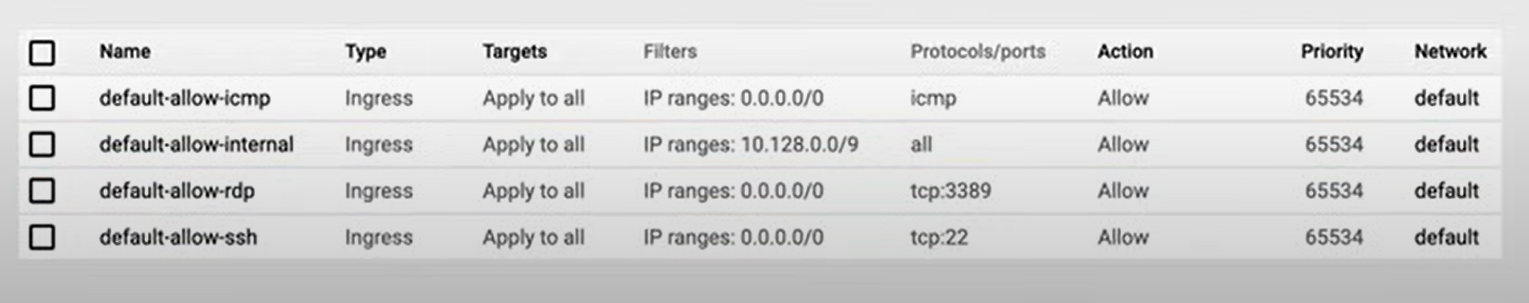 Name Type Targets Filters Protocols/ports Action Priority Network
default-allow-icmp Ingress Apply to all IP ranges: 0.0.0.0/0 icmp Allow 65534 default
default-allow-internal Ingress Apply to all IP ranges: 10.128.0.0/9 all Allow 65534 default
default-allow-rdp Ingress Apply to all IP ranges: 0.0.0.0/0 tcp:3389 Allow 65534 default
default-allow-ssh Ingress Apply to all IP ranges: 0.0.0.0/0 tcp:22 Allow 65534 default